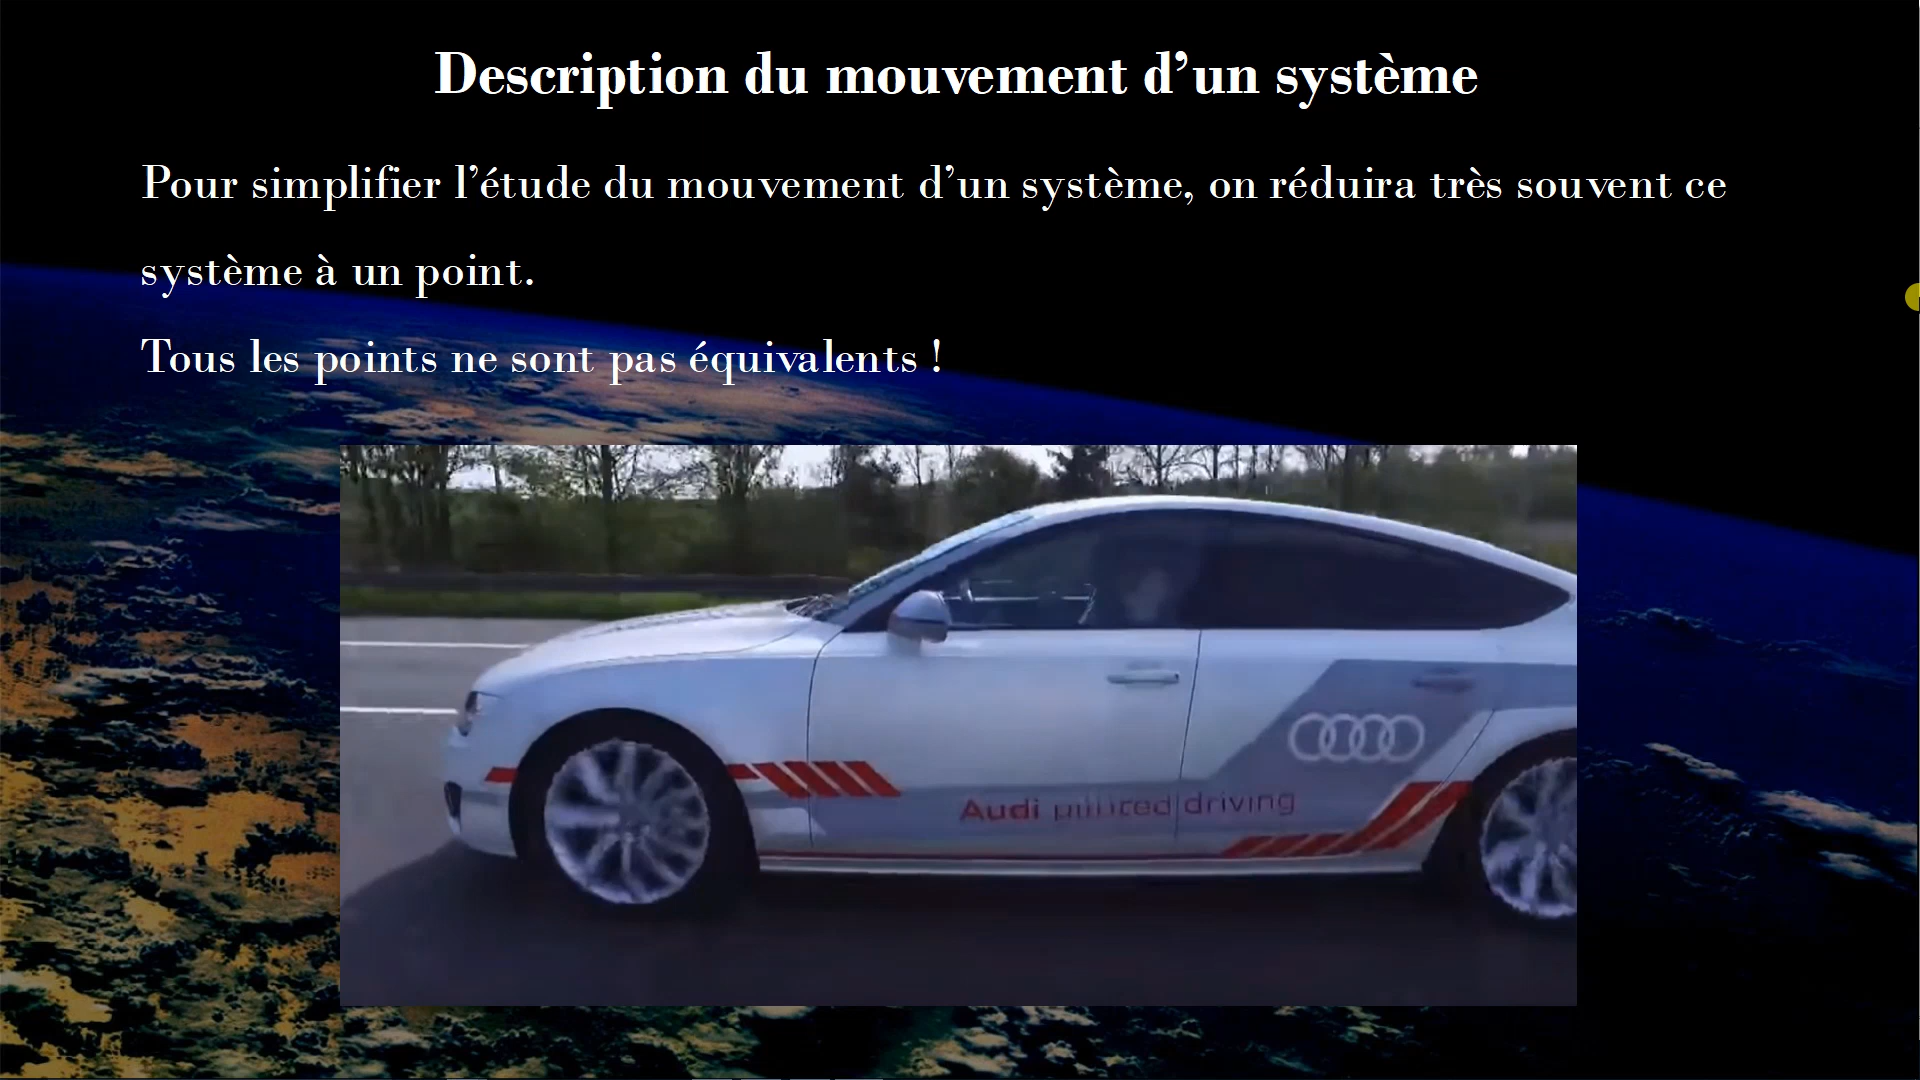 Description du mouvement d’un système
Pour simplifier l’étude du mouvement d’un système, on réduira très souvent ce
système à un point.
Tous les points ne sont pas équivalents !
Audi driving